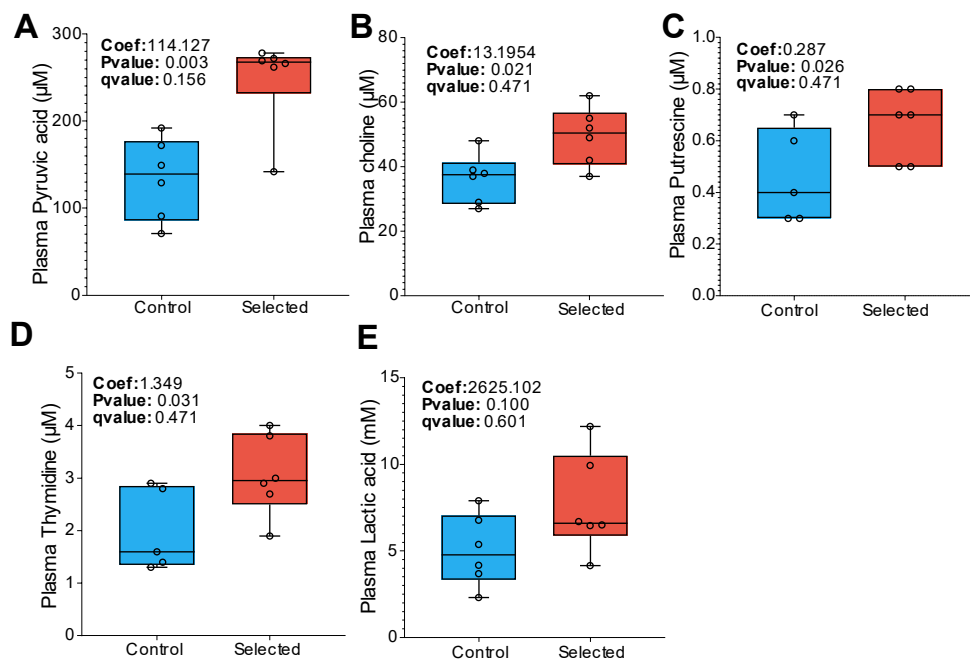 A
Coef:114.127
Pvalue: 0.003
qvalue: 0.156
Plasma Pyruvic acid (µM)
300
200
100
0
Control
Selected
B
Coef:13.1954
Pvalue: 0.021
qvalue: 0.471
Plasma choline (µM)
80
60
40
20
0
Control
Selected
C
Coef:0.287
Pvalue: 0.026
qvalue: 0.471
Plasma Putrescine (µM)
1.0
0.8
0.6
0.4
0.2
0.0
Control
Selected
D
Coef:1.349
Pvalue: 0.031
qvalue: 0.471
Plasma Thymidine (µM)
5
4
3
2
1
0
Control
Selected
E
Coef:2625.102
Pvalue: 0.100
qvalue: 0.601
Plasma Lactic acid (mM)
15
10
5
0
Control
Selected